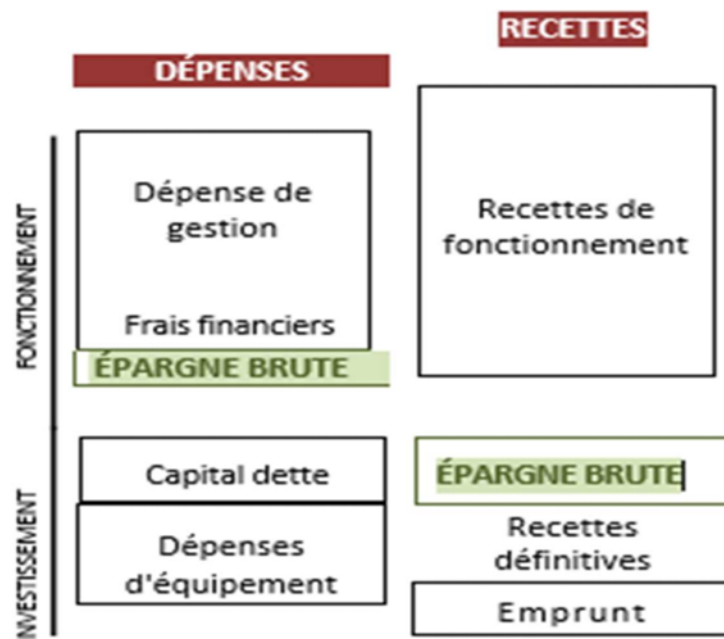 RECETTES
DÉPENSES
FONCTIONNEMENT
Dépense de
gestion
Frais financiers
ÉPARGNE BRUTE
Recettes de
fonctionnement
NVESTISSEMENT
Capital dette
Dépenses
d'équipement
ÉPARGNE BRUTE
Recettes
définitives
Emprunt